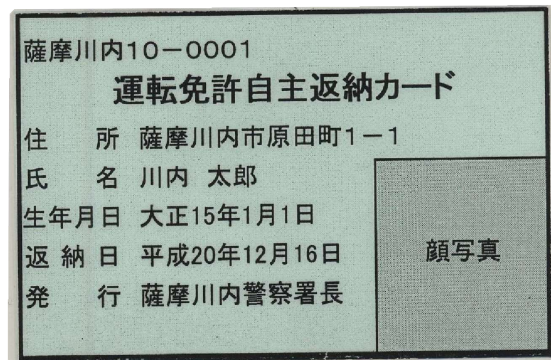 薩摩川内10－0001
運転免許自主返納カード
住　所　薩摩川内市原田町1－1
氏　名　川内　太郎
生年月日　大正15年1月1日
返納日　平成20年12月16日
顔写真
発　行　薩摩川内警察署長